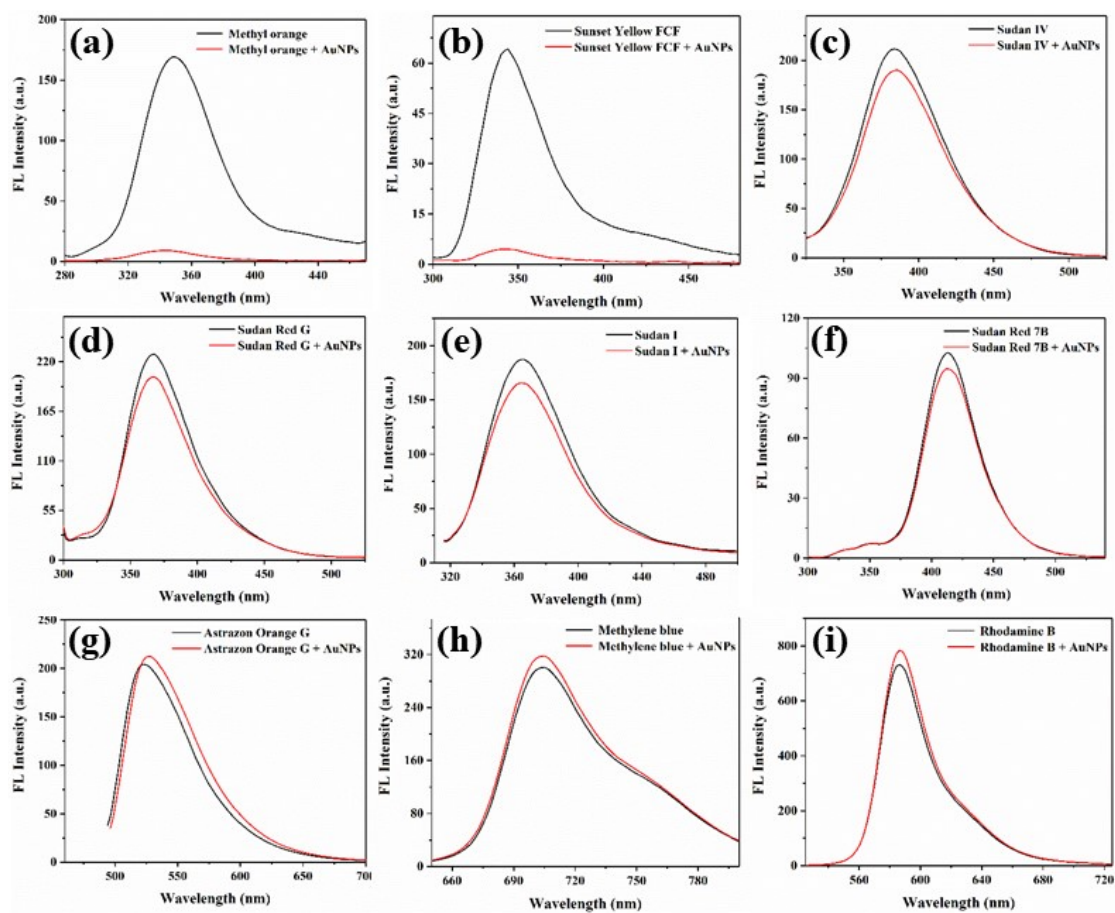 (a)
Methyl orange
Methyl orange + AuNPs
FL Intensity (a.u.)
200
150
100
50
0
280 320 360 400 440
Wavelength (nm)
(b)
Sunset Yellow FCF
Sunset Yellow FCF + AuNPs
FL Intensity (a.u.)
60
45
30
15
0
300 350 400 450
Wavelength (nm)
(c)
Sudan IV
Sudan IV + AuNPs
FL Intensity (a.u.)
200
150
100
50
0
350 400 450 500
Wavelength (nm)
(d)
Sudan Red G
Sudan Red G + AuNPs
FL Intensity (a.u.)
220
165
110
55
0
300 350 400 450 500
Wavelength (nm)
(e)
Sudan I
Sudan I + AuNPs
FL Intensity (a.u.)
200
150
100
50
0
320 360 400 440 480
Wavelength (nm)
(f)
Sudan Red 7B
Sudan Red 7B + AuNPs
FL Intensity (a.u.)
120
90
60
30
0
300 350 400 450 500
Wavelength (nm)
(g)
Astrazon Orange G
Astrazon Orange G + AuNPs
FL Intensity (a.u.)
250
200
150
100
50
0
500 550 600 650 700
Wavelength (nm)
(h)
Methylene blue
Methylene blue + AuNPs
FL Intensity (a.u.)
320
240
160
80
0
660 700 740 780
Wavelength (nm)
(i)
Rhodamine B
Rhodamine B + AuNPs
FL Intensity (a.u.)
800
600
400
200
0
560 600 640 680 720
Wavelength (nm)